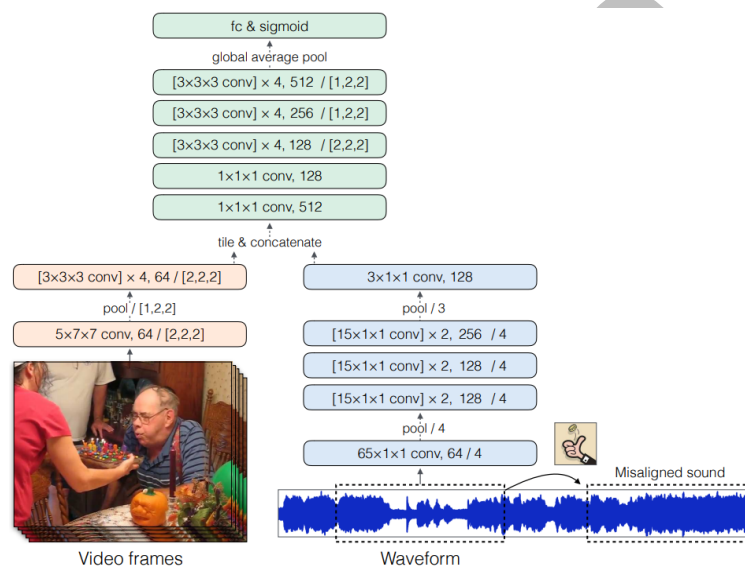 fc & sigmoid
global average pool
[3×3×3 conv] × 4, 512 / [1,2,2]
[3×3×3 conv] × 4, 256 / [1,2,2]
[3×3×3 conv] × 4, 128 / [2,2,2]
1×1×1 conv, 128
1×1×1 conv, 512
tile & concatenate
[3×3×3 conv] × 4, 64 / [2,2,2]
pool / [1,2,2]
5×7×7 conv, 64 / [2,2,2]
Video frames
3×1×1 conv, 128
pool / 3
[15×1×1 conv] × 2, 256 / 4
[15×1×1 conv] × 2, 128 / 4
[15×1×1 conv] × 2, 128 / 4
pool / 4
65×1×1 conv, 64 / 4
Misaligned sound
Waveform